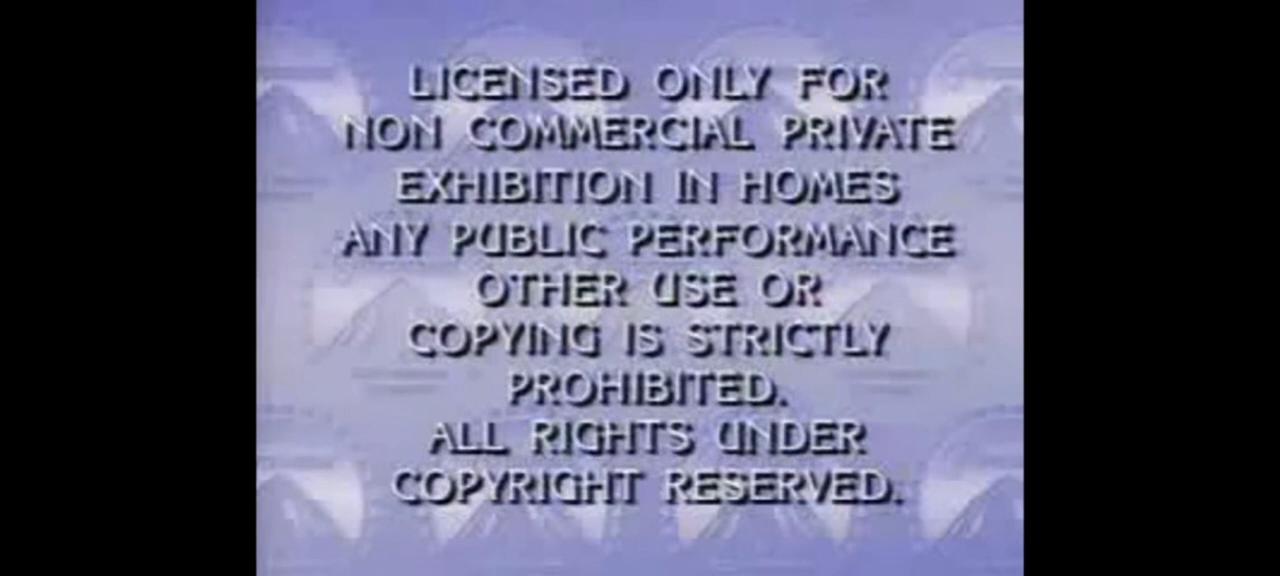 LICENSED ONLY FOR
NON COMMERCIAL PRIVATE
EXHIBITION IN HOMES
ANY PUBLIC PERFORMANCE
OTHER USE OR
COPYING IS STRICTLY
PROHIBITED.
ALL RIGHTS UNDER
COPYRIGHT RESERVED.